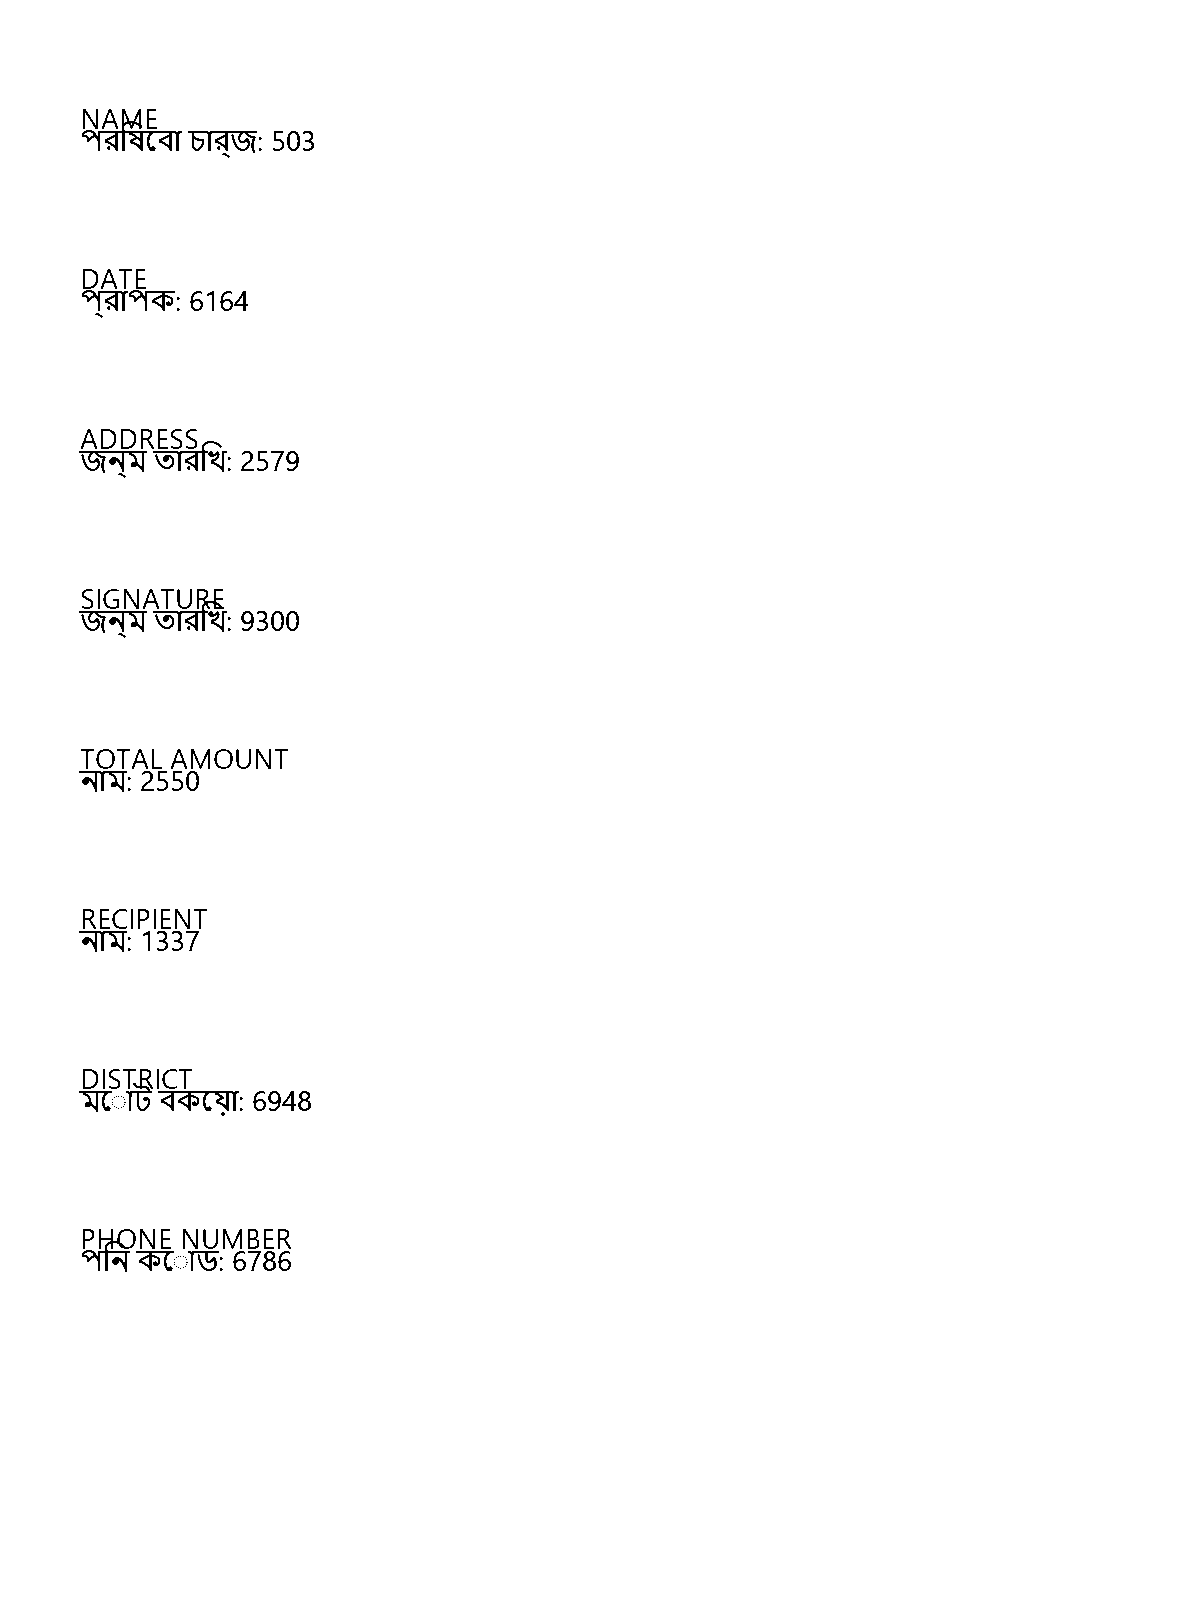 NAME
পরিষেবা চার্জ: 503
DATE
প্রাপক: 6164
ADDRESS
জন্ম তারিখ: 2579
SIGNATURE
জন্ম তারিখ: 9300
TOTAL AMOUNT
নাম: 2550
RECIPIENT
নাম: 1337
DISTRICT
মোট বকেয়া: 6948
PHONE NUMBER
পিন কোড: 6786